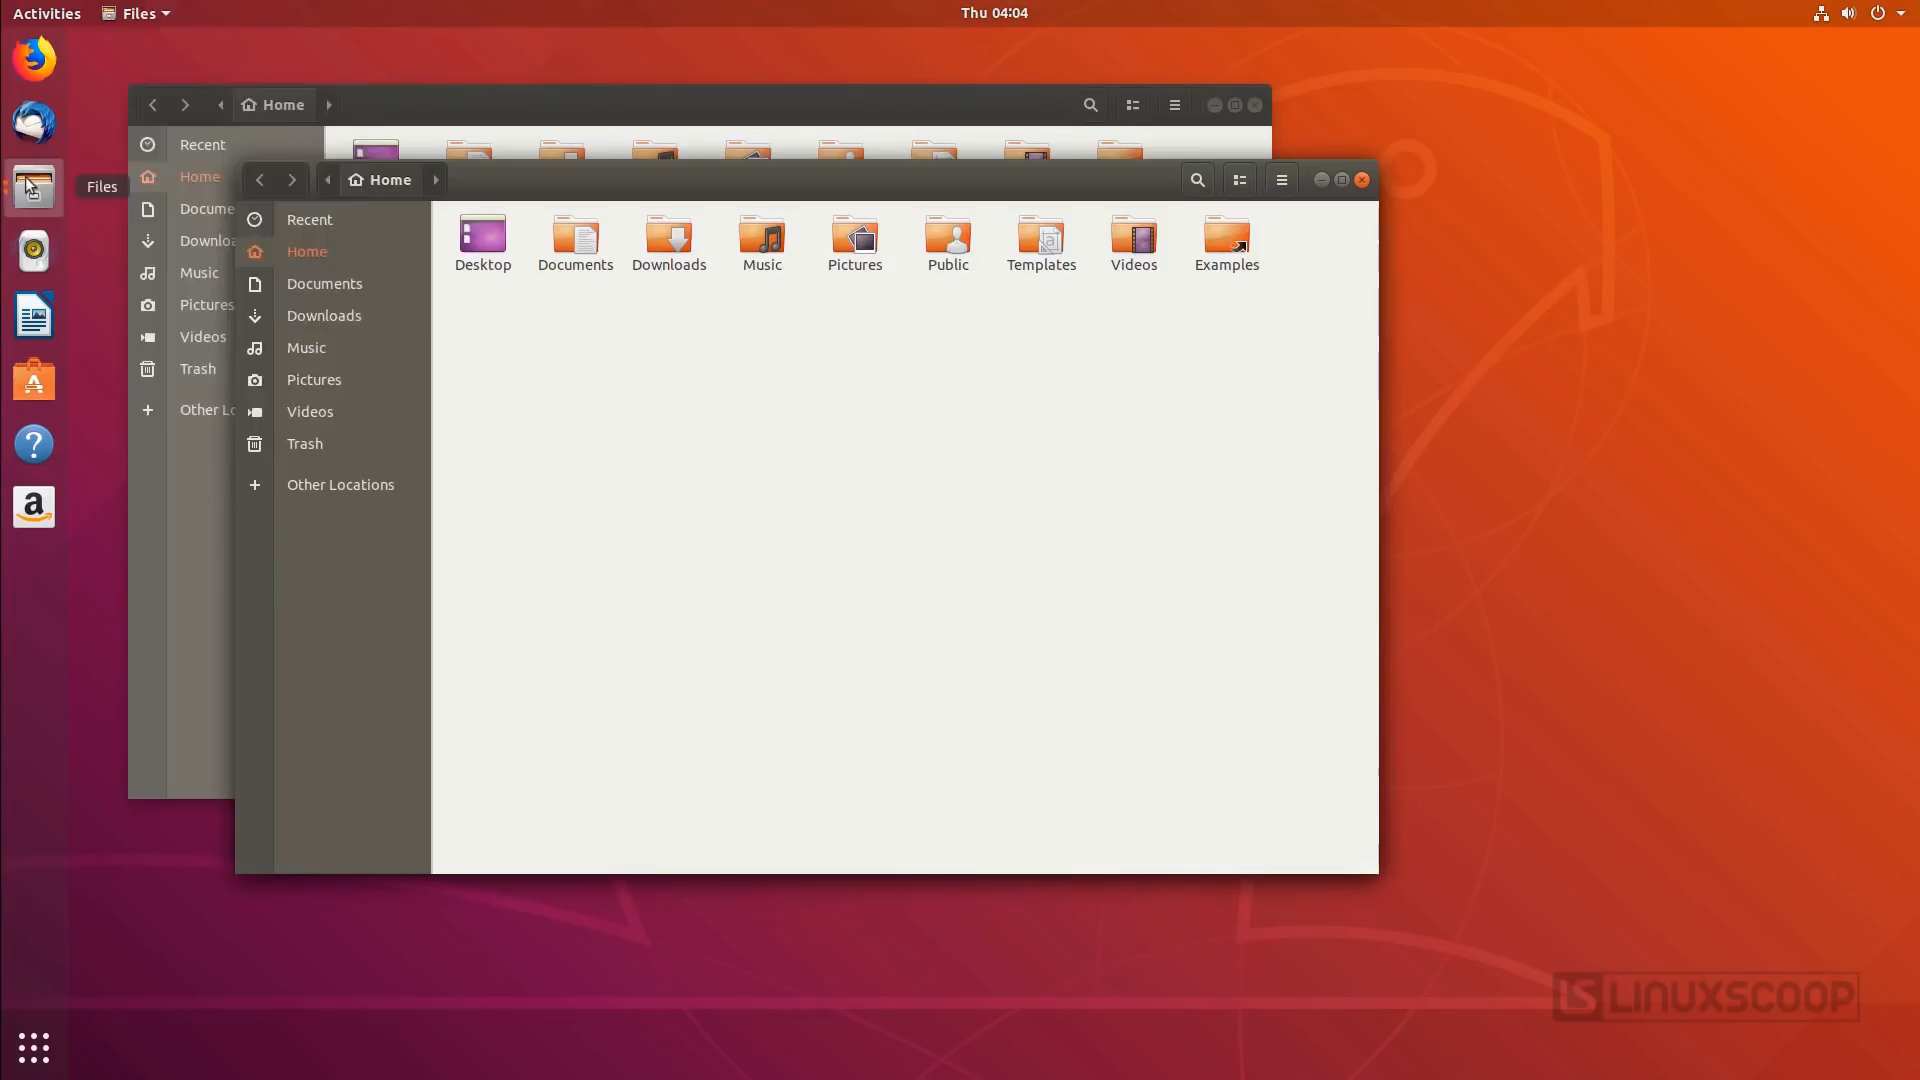 Activities
Files
Thu 04:04
Home
Recent
Home
Docume
Downloa
Music
Pictures
Videos
Trash
Other Lo
Files
Home
Recent
Home
Documents
Downloads
Music
Pictures
Videos
Trash
Other Locations
Desktop
Documents
Downloads
Music
Pictures
Public
Templates
Videos
Examples
LS LINUXSCOOP